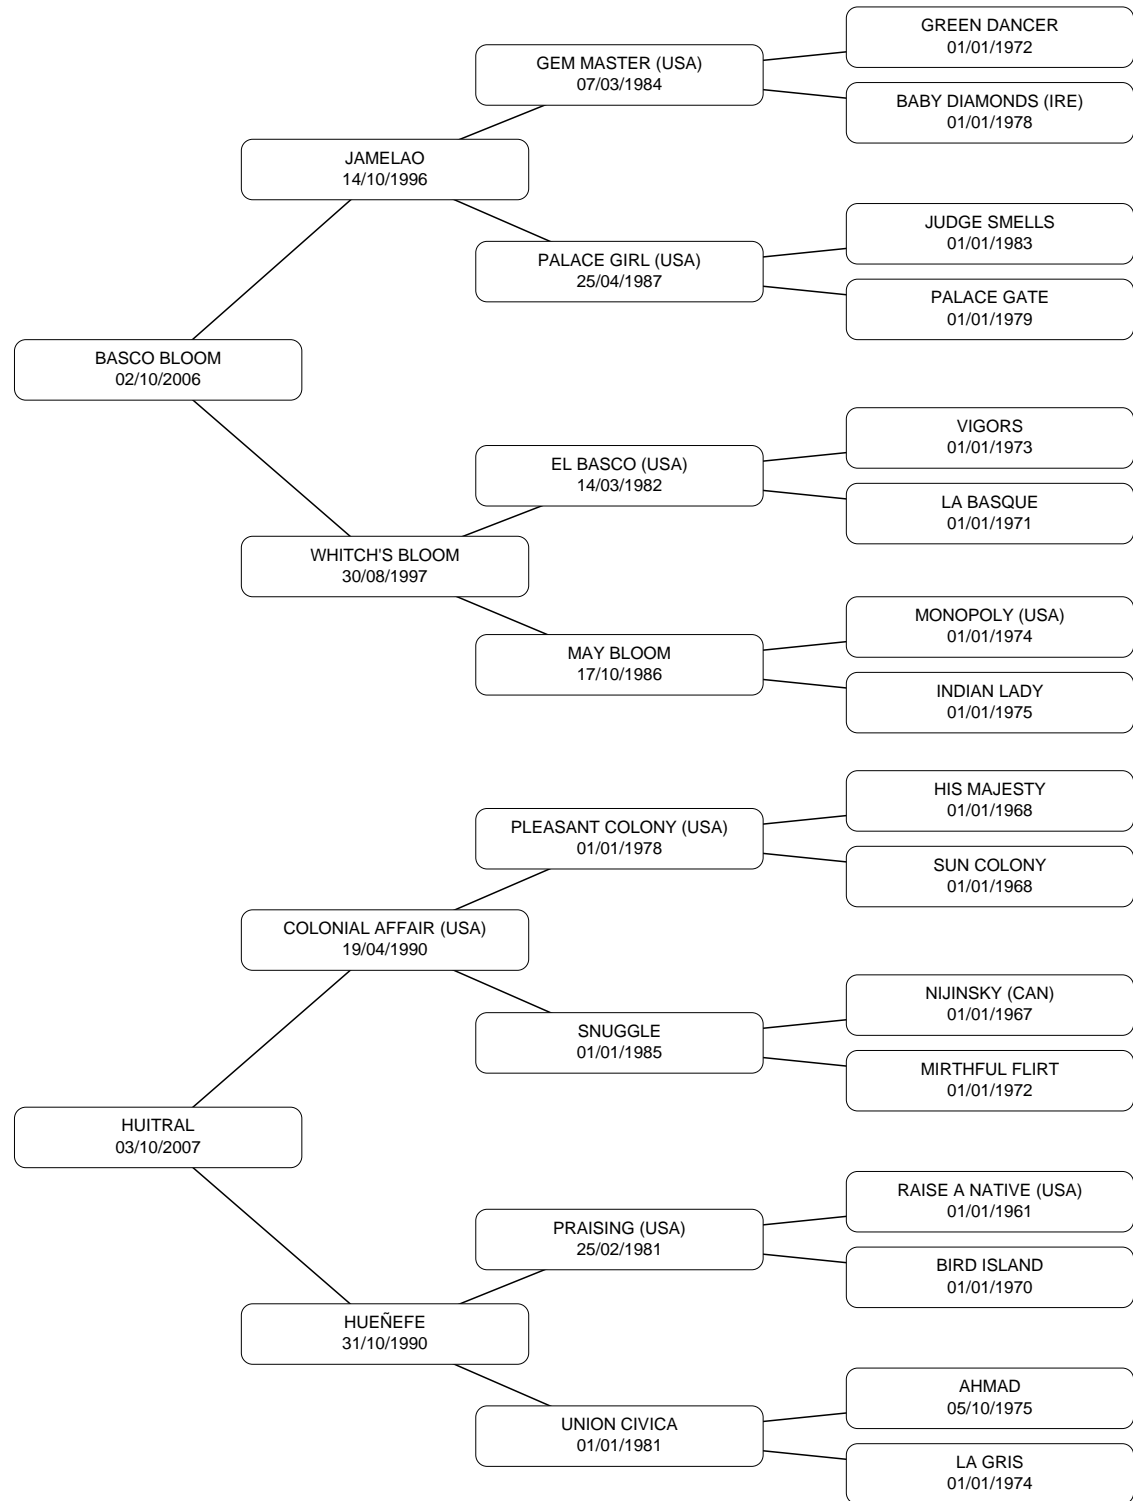 GREEN DANCER
01/01/1972
GEM MASTER (USA)
07/03/1984
BABY DIAMONDS (IRE)
01/01/1978
JAMELAO
14/10/1996
JUDGE SMELLS
01/01/1983
PALACE GIRL (USA)
25/04/1987
PALACE GATE
01/01/1979
BASCO BLOOM
02/10/2006
VIGORS
01/01/1973
EL BASCO (USA)
14/03/1982
LA BASQUE
01/01/1971
WHITCH'S BLOOM
30/08/1997
MONOPOLY (USA)
01/01/1974
MAY BLOOM
17/10/1986
INDIAN LADY
01/01/1975
HIS MAJESTY
01/01/1968
PLEASANT COLONY (USA)
01/01/1978
SUN COLONY
01/01/1968
COLONIAL AFFAIR (USA)
19/04/1990
NIJINSKY (CAN)
01/01/1967
SNUGGLE
01/01/1985
MIRTHFUL FLIRT
01/01/1972
HUITRAL
03/10/2007
RAISE A NATIVE (USA)
01/01/1961
PRAISING (USA)
25/02/1981
BIRD ISLAND
01/01/1970
HUEÑEFE
31/10/1990
AHMAD
05/10/1975
UNION CIVICA
01/01/1981
LA GRIS
01/01/1974